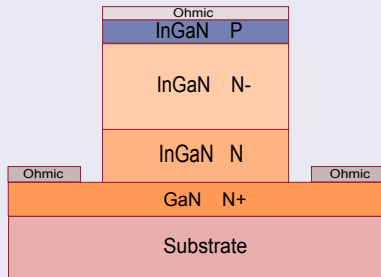 Ohmic
InGaN P
InGaN N-
InGaN N
Ohmic Ohmic
GaN N+
Substrate